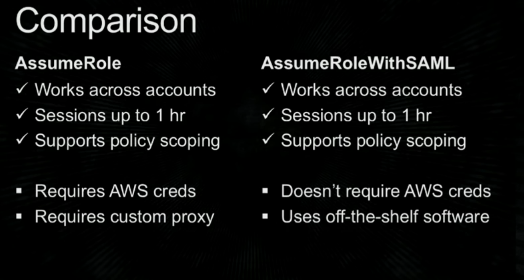 Comparison
AssumeRole
✓ Works across accounts
✓ Sessions up to 1 hr
✓ Supports policy scoping
▪ Requires AWS creds
▪ Requires custom proxy
AssumeRoleWithSAML
✓ Works across accounts
✓ Sessions up to 1 hr
✓ Supports policy scoping
▪ Doesn't require AWS creds
▪ Uses off-the-shelf software